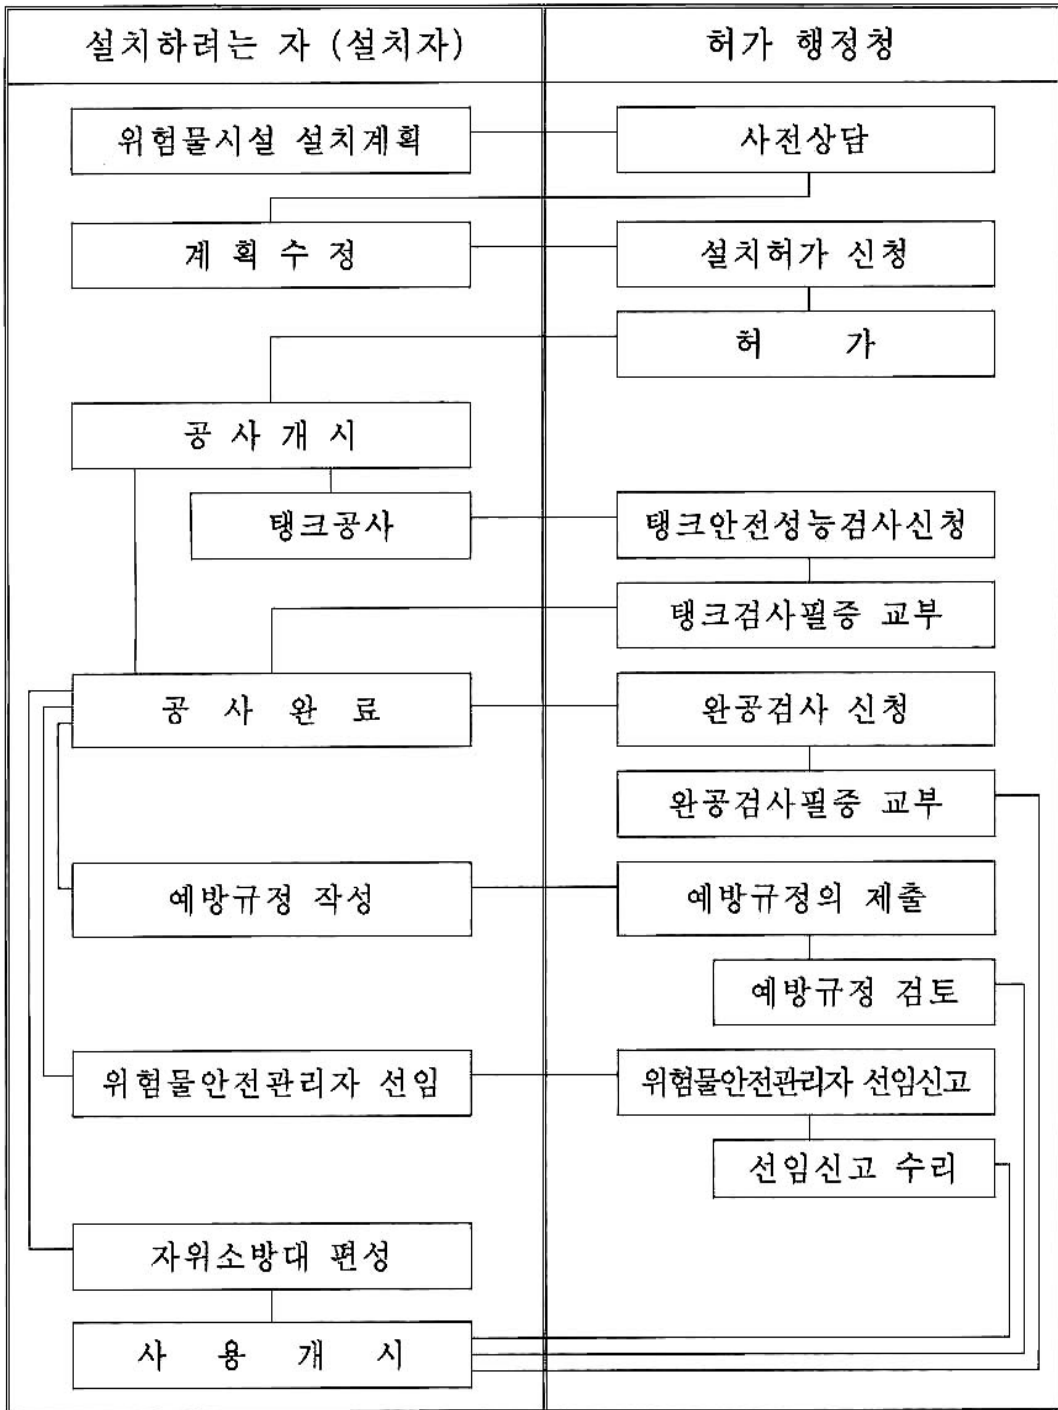 설치하려는 자 (설치자)
허가 행정청
위험물시설 설치계획
사전상담
계 획 수 정
설치허가 신청
허 가
공 사 개 시
탱크공사
탱크안전성능검사신청
탱크검사필증 교부
공 사 완 료
완공검사 신청
완공검사필증 교부
예방규정 작성
예방규정의 제출
예방규정 검토
위험물안전관리자 선임
위험물안전관리자 선임신고
선임신고 수리
자위소방대 편성
사 용 개 시